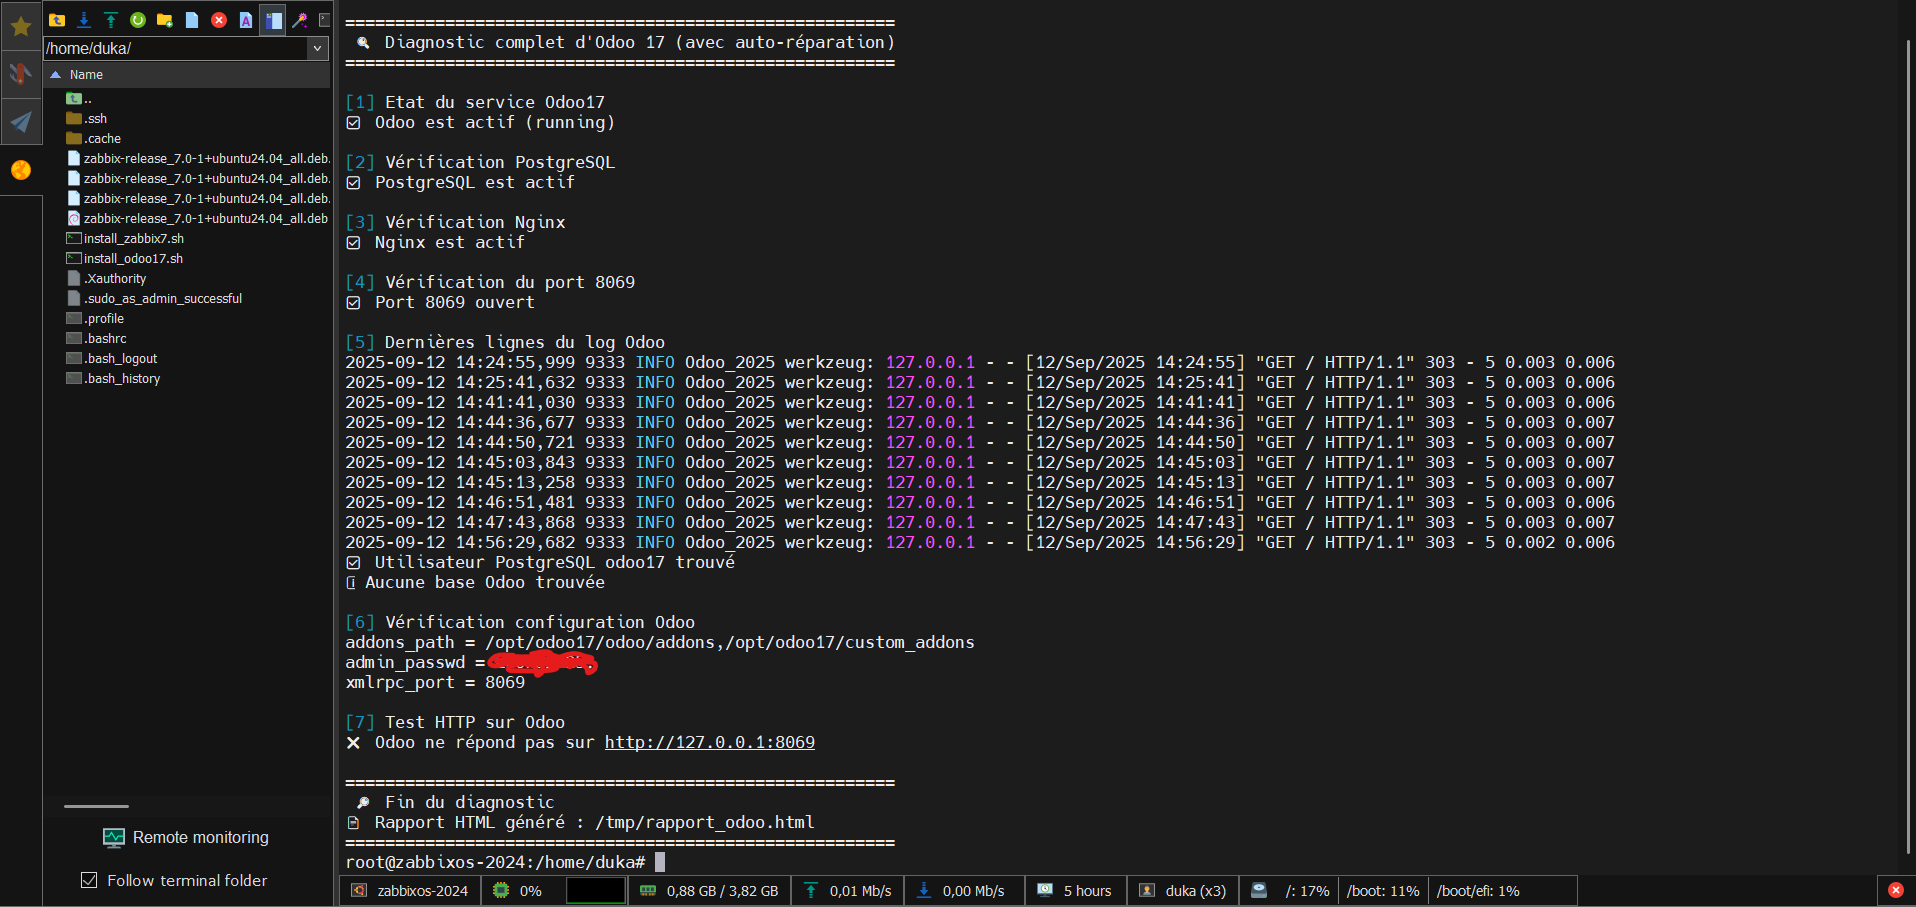 /home/duka/
Name
..
.ssh
.cache
zabbix-release_7.0-1+ubuntu24.04_all.deb.
zabbix-release_7.0-1+ubuntu24.04_all.deb.
zabbix-release_7.0-1+ubuntu24.04_all.deb.
zabbix-release_7.0-1+ubuntu24.04_all.deb
install_zabbix7.sh
install_odoo17.sh
.Xauthority
.sudo_as_admin_successful
.profile
.bashrc
.bash_logout
.bash_history
Remote monitoring
Follow terminal folder
=======================================================
Diagnostic complet d'Odoo 17 (avec auto-réparation)
=======================================================
[1] Etat du service Odoo17
Odoo est actif (running)
[2] Vérification PostgreSQL
PostgreSQL est actif
[3] Vérification Nginx
Nginx est actif
[4] Vérification du port 8069
Port 8069 ouvert
[5] Dernières lignes du log Odoo
2025-09-12 14:24:55,999 9333 INFO Odoo_2025 werkzeug: 127.0.0.1 - - [12/Sep/2025 14:24:55] "GET / HTTP/1.1" 303 - 5 0.003 0.006
2025-09-12 14:25:41,632 9333 INFO Odoo_2025 werkzeug: 127.0.0.1 - - [12/Sep/2025 14:25:41] "GET / HTTP/1.1" 303 - 5 0.003 0.006
2025-09-12 14:41:41,030 9333 INFO Odoo_2025 werkzeug: 127.0.0.1 - - [12/Sep/2025 14:41:41] "GET / HTTP/1.1" 303 - 5 0.003 0.006
2025-09-12 14:44:36,677 9333 INFO Odoo_2025 werkzeug: 127.0.0.1 - - [12/Sep/2025 14:44:36] "GET / HTTP/1.1" 303 - 5 0.003 0.007
2025-09-12 14:44:50,721 9333 INFO Odoo_2025 werkzeug: 127.0.0.1 - - [12/Sep/2025 14:44:50] "GET / HTTP/1.1" 303 - 5 0.003 0.007
2025-09-12 14:45:03,843 9333 INFO Odoo_2025 werkzeug: 127.0.0.1 - - [12/Sep/2025 14:45:03] "GET / HTTP/1.1" 303 - 5 0.003 0.007
2025-09-12 14:45:13,258 9333 INFO Odoo_2025 werkzeug: 127.0.0.1 - - [12/Sep/2025 14:45:13] "GET / HTTP/1.1" 303 - 5 0.003 0.007
2025-09-12 14:46:51,481 9333 INFO Odoo_2025 werkzeug: 127.0.0.1 - - [12/Sep/2025 14:46:51] "GET / HTTP/1.1" 303 - 5 0.003 0.006
2025-09-12 14:47:43,868 9333 INFO Odoo_2025 werkzeug: 127.0.0.1 - - [12/Sep/2025 14:47:43] "GET / HTTP/1.1" 303 - 5 0.003 0.007
2025-09-12 14:56:29,682 9333 INFO Odoo_2025 werkzeug: 127.0.0.1 - - [12/Sep/2025 14:56:29] "GET / HTTP/1.1" 303 - 5 0.002 0.006
Utilisateur PostgreSQL odoo17 trouvé
Aucune base Odoo trouvée
[6] Vérification configuration Odoo
addons_path = /opt/odoo17/odoo/addons,/opt/odoo17/custom_addons
admin_passwd =
xmlrpc_port = 8069
[7] Test HTTP sur Odoo
Odoo ne répond pas sur http://127.0.0.1:8069
=======================================================
Fin du diagnostic
Rapport HTML généré : /tmp/rapport_odoo.html
=======================================================
root@zabbixos-2024:/home/duka#
zabbixos-2024 0% 0,88 GB / 3,82 GB 0,01 Mb/s 0,00 Mb/s 5 hours duka (x3) /: 17% /boot: 11% /boot/efi: 1%